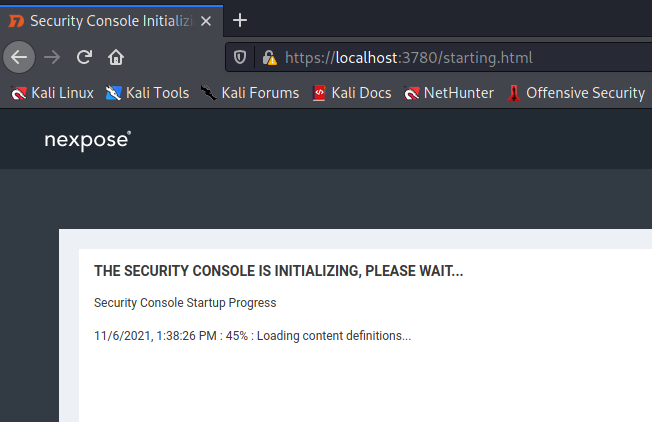 Security Console Initializi
https://localhost:3780/starting.html
Kali Linux Kali Tools Kali Forums Kali Docs NetHunter Offensive Security
nexpose®
THE SECURITY CONSOLE IS INITIALIZING, PLEASE WAIT...
Security Console Startup Progress
11/6/2021, 1:38:26 PM : 45% : Loading content definitions...